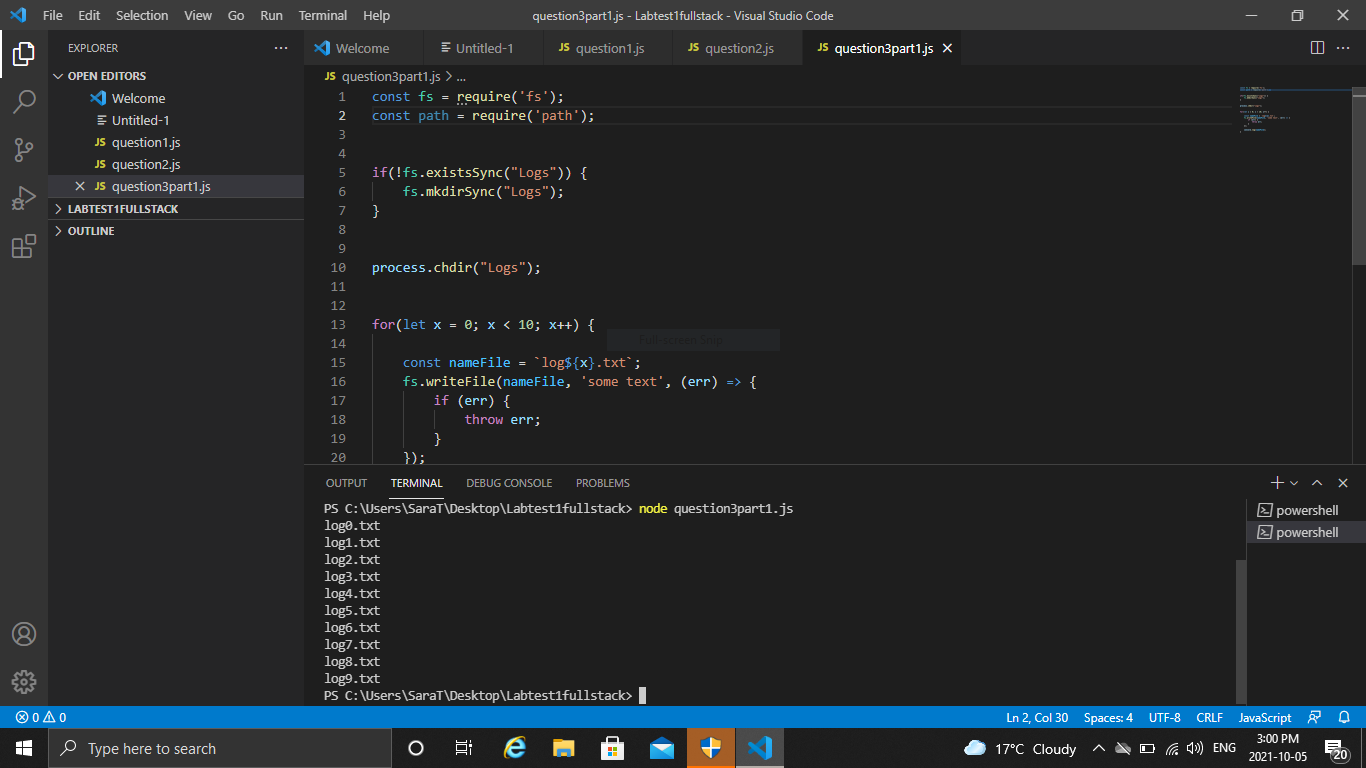 File Edit Selection View Go Run Terminal Help question3part1.js - Labtest1fullstack - Visual Studio Code
EXPLORER
OPEN EDITORS
Welcome
Untitled-1
JS question1.js
JS question2.js
JS question3part1.js
LABTEST1FULLSTACK
OUTLINE
Welcome Untitled-1 JS question1.js JS question2.js JS question3part1.js
JS question3part1.js > ...
1 const fs = require('fs');
2 const path = require('path');
3
4
5 if(!fs.existsSync("Logs")) {
6 fs.mkdirSync("Logs");
7 }
8
9
10 process.chdir("Logs");
11
12
13 for(let x = 0; x < 10; x++) {
14
15 const nameFile = `log${x}.txt`;
16 fs.writeFile(nameFile, 'some text', (err) => {
17 if (err) {
18 throw err;
19 }
20 });
Full-screen Snip
OUTPUT TERMINAL DEBUG CONSOLE PROBLEMS
PS C:\Users\SaraT\Desktop\Labtest1fullstack> node question3part1.js
log0.txt
log1.txt
log2.txt
log3.txt
log4.txt
log5.txt
log6.txt
log7.txt
log8.txt
log9.txt
PS C:\Users\SaraT\Desktop\Labtest1fullstack>
powershell
powershell
0 0 Ln 2, Col 30 Spaces: 4 UTF-8 CRLF JavaScript
Type here to search
17°C Cloudy
ENG
3:00 PM
2021-10-05
20